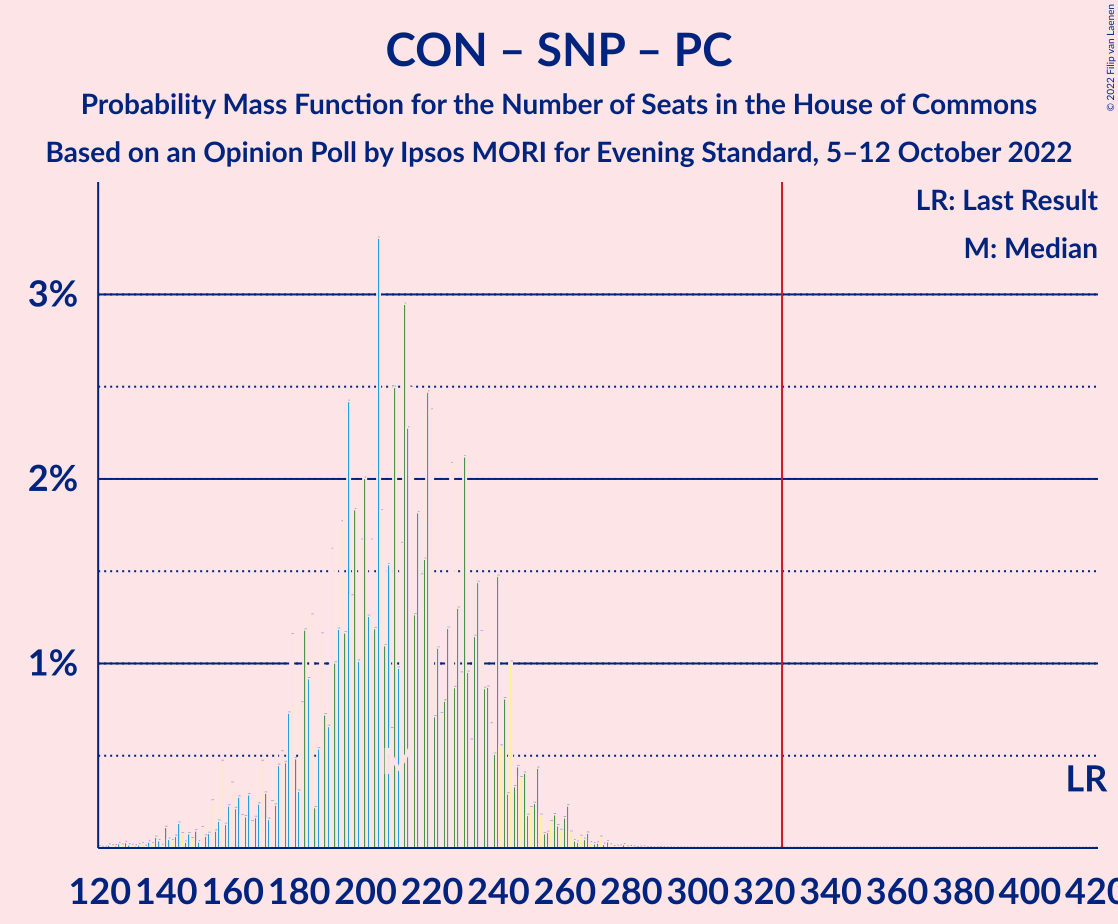 CON – SNP – PC
Probability Mass Function for the Number of Seats in the House of Commons
Based on an Opinion Poll by Ipsos MORI for Evening Standard, 5–12 October 2022
© 2022 Filip van Laenen
LR: Last Result
M: Median
3%
2%
1%
LR
120 140 160 180 200 220 240 260 280 300 320 340 360 380 400 420